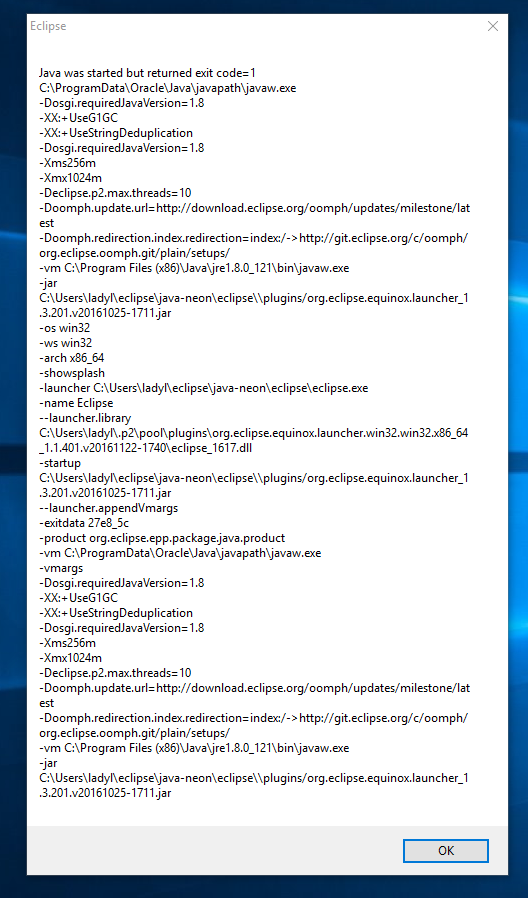 Eclipse
Java was started but returned exit code=1
C:\ProgramData\Oracle\Java\javapath\javaw.exe
-Dosgi.requiredJavaVersion=1.8
-XX:+UseG1GC
-XX:+UseStringDeduplication
-Dosgi.requiredJavaVersion=1.8
-Xms256m
-Xmx1024m
-Declipse.p2.max.threads=10
-Doomph.update.url=http://download.eclipse.org/oomph/updates/milestone/lat
est
-Doomph.redirection.index.redirection=index:/->http://git.eclipse.org/c/oomph/
org.eclipse.oomph.git/plain/setups/
-vm C:\Program Files (x86)\Java\jre1.8.0_121\bin\javaw.exe
-jar
C:\Users\ladyl\eclipse\java-neon\eclipse\\plugins/org.eclipse.equinox.launcher_1
.3.201.v20161025-1711.jar
-os win32
-ws win32
-arch x86_64
-showsplash
-launcher C:\Users\ladyl\eclipse\java-neon\eclipse\eclipse.exe
-name Eclipse
--launcher.library
C:\Users\ladyl\.p2\pool\plugins\org.eclipse.equinox.launcher.win32.win32.x86_64
_1.1.401.v20161122-1740\eclipse_1617.dll
-startup
C:\Users\ladyl\eclipse\java-neon\eclipse\\plugins/org.eclipse.equinox.launcher_1
.3.201.v20161025-1711.jar
--launcher.appendVmargs
-exitdata 27e8_5c
-product org.eclipse.epp.package.java.product
-vm C:\ProgramData\Oracle\Java\javapath\javaw.exe
-vmargs
-Dosgi.requiredJavaVersion=1.8
-XX:+UseG1GC
-XX:+UseStringDeduplication
-Dosgi.requiredJavaVersion=1.8
-Xms256m
-Xmx1024m
-Declipse.p2.max.threads=10
-Doomph.update.url=http://download.eclipse.org/oomph/updates/milestone/lat
est
-Doomph.redirection.index.redirection=index:/->http://git.eclipse.org/c/oomph/
org.eclipse.oomph.git/plain/setups/
-vm C:\Program Files (x86)\Java\jre1.8.0_121\bin\javaw.exe
-jar
C:\Users\ladyl\eclipse\java-neon\eclipse\\plugins/org.eclipse.equinox.launcher_1
.3.201.v20161025-1711.jar
OK